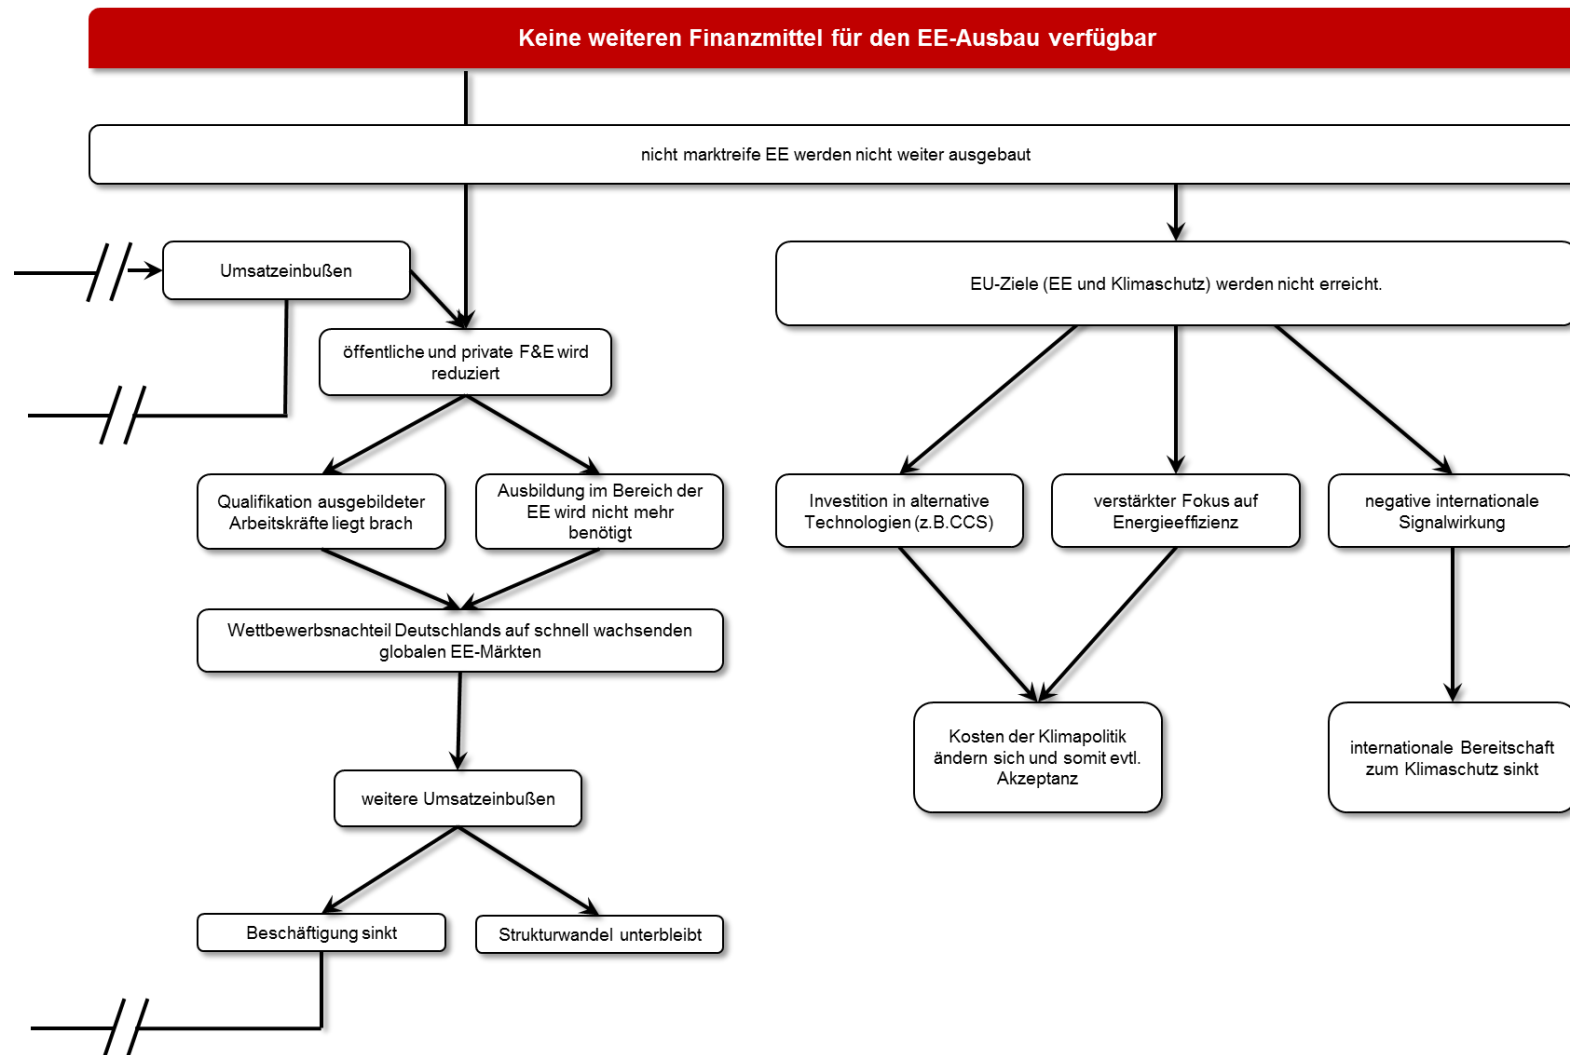 Keine weiteren Finanzmittel für den EE-Ausbau verfügbar
nicht marktreife EE werden nicht weiter ausgebaut
Umsatzeinbußen
EU-Ziele (EE und Klimaschutz) werden nicht erreicht.
öffentliche und private F&E wird
reduziert
Qualifikation ausgebildeter
Arbeitskräfte liegt brach
Ausbildung im Bereich der
EE wird nicht mehr
benötigt
Investition in alternative
Technologien (z.B.CCS)
verstärkter Fokus auf
Energieeffizienz
negative internationale
Signalwirkung
Wettbewerbsnachteil Deutschlands auf schnell wachsenden
globalen EE-Märkten
Kosten der Klimapolitik
ändern sich und somit evtl.
Akzeptanz
internationale Bereitschaft
zum Klimaschutz sinkt
weitere Umsatzeinbußen
Beschäftigung sinkt
Strukturwandel unterbleibt